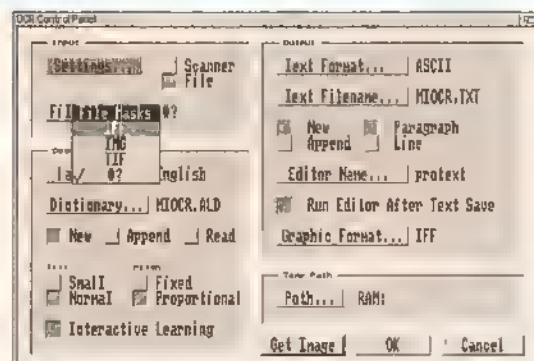 OCR Control Panel
Input
Settings...
Scanner
File
File Masks #?
IFF
IMG
TIF
#?
English
Dictionary... MIOCR.ALD
New Append Read
Small
Normal
Fixed
Proportional
Interactive Learning
Output
Text Format... ASCII
Text Filename... MIOCR.TXT
New
Append
Paragraph
Line
Editor Name... protext
Run Editor After Text Save
Graphic Format... IFF
Temp Path
Path... RAM:
Get Image OK Cancel